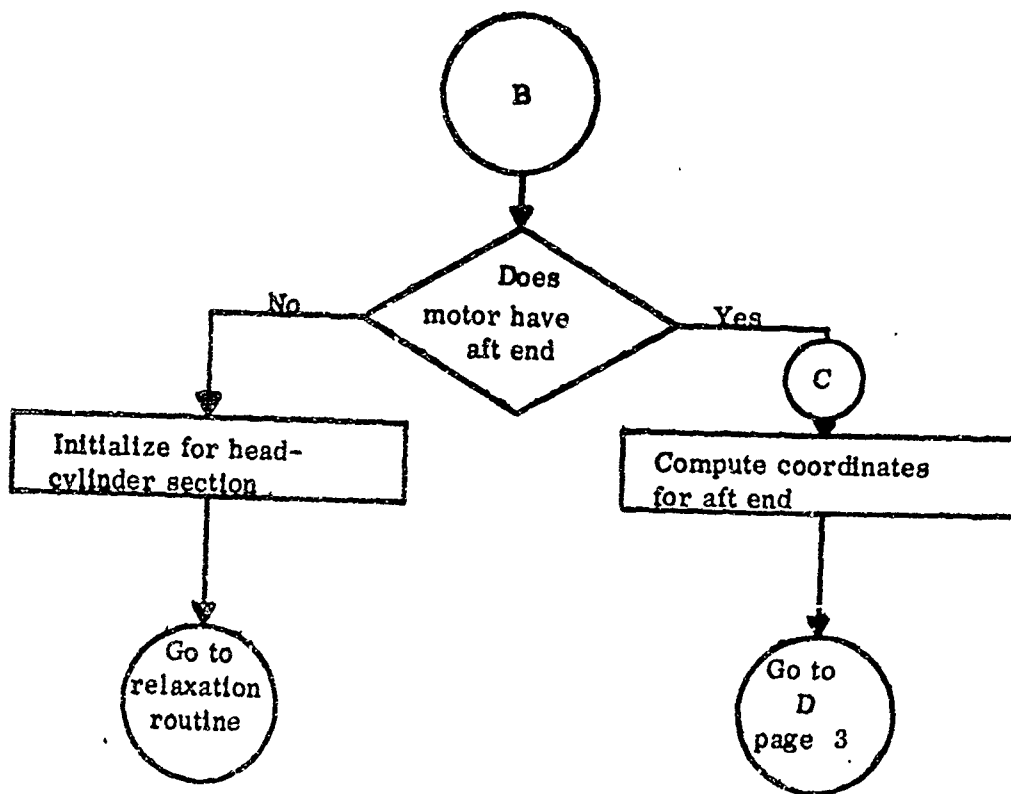 B
Does
motor have
aft end
No
Yes
C
Initialize for head-
cylinder section
Compute coordinates
for aft end
Go to
relaxation
routine
Go to
D
page 3